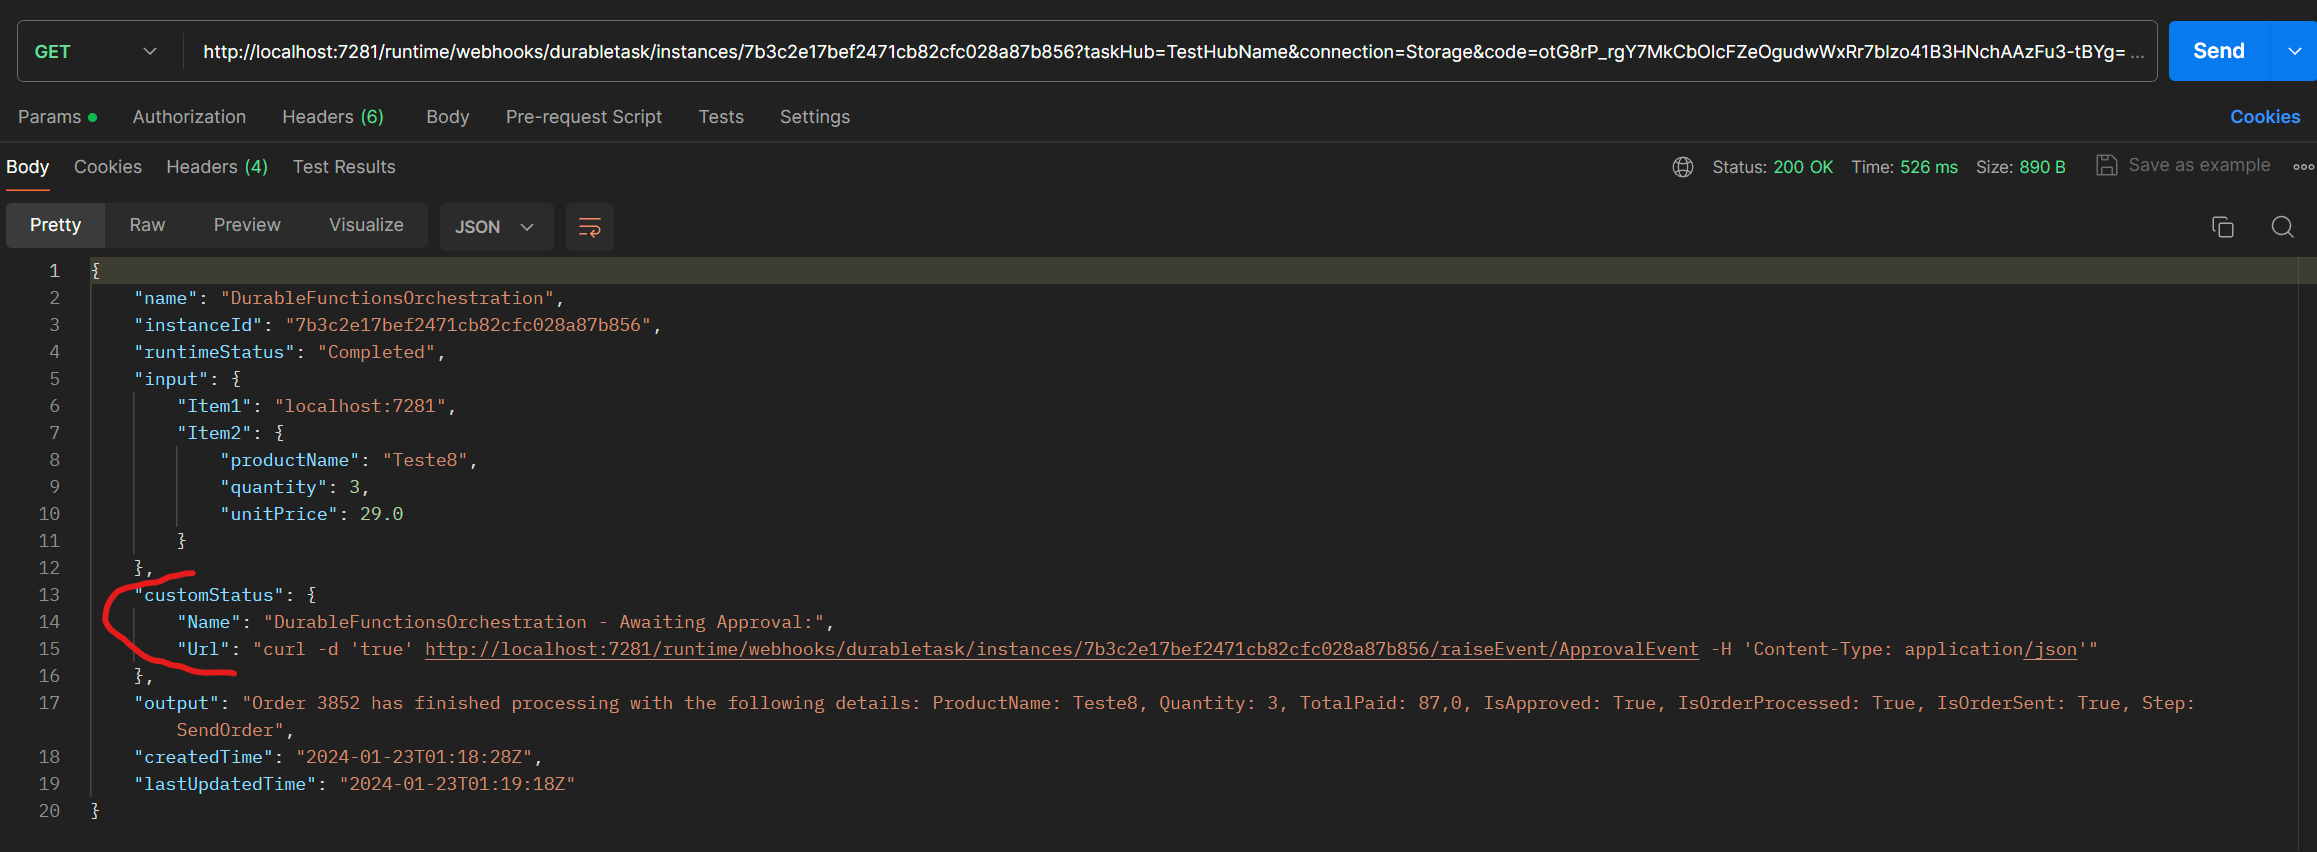 GET http://localhost:7281/runtime/webhooks/durabletask/instances/7b3c2e17bef2471cb82cfc028a87b856?taskHub=TestHubName&connection=Storage&code=otG8rP_rgY7MkCbOIcFZeOgudwWxRr7blzo41B3HNchAAzFu3-tBYg= ... Send
Params Authorization Headers (6) Body Pre-request Script Tests Settings Cookies
Body Cookies Headers (4) Test Results Status: 200 OK Time: 526 ms Size: 890 B Save as example
Pretty Raw Preview Visualize JSON
1 {
2 "name": "DurableFunctionsOrchestration",
3 "instanceId": "7b3c2e17bef2471cb82cfc028a87b856",
4 "runtimeStatus": "Completed",
5 "input": {
6 "Item1": "localhost:7281",
7 "Item2": {
8 "productName": "Teste8",
9 "quantity": 3,
10 "unitPrice": 29.0
11 }
12 },
13 "customStatus": {
14 "Name": "DurableFunctionsOrchestration - Awaiting Approval:",
15 "Url": "curl -d 'true' http://localhost:7281/runtime/webhooks/durabletask/instances/7b3c2e17bef2471cb82cfc028a87b856/raiseEvent/ApprovalEvent -H 'Content-Type: application/json'"
16 },
17 "output": "Order 3852 has finished processing with the following details: ProductName: Teste8, Quantity: 3, TotalPaid: 87,0, IsApproved: True, IsOrderProcessed: True, IsOrderSent: True, Step:
SendOrder",
18 "createdTime": "2024-01-23T01:18:28Z",
19 "lastUpdatedTime": "2024-01-23T01:19:18Z"
20 }